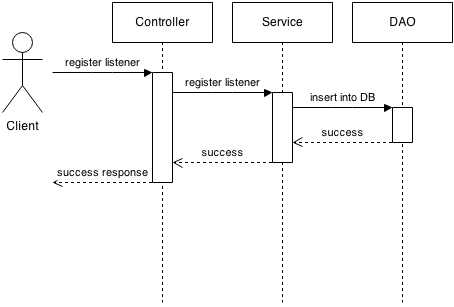 Controller
Service
DAO
register listener
Client
register listener
insert into DB
success
success
success response